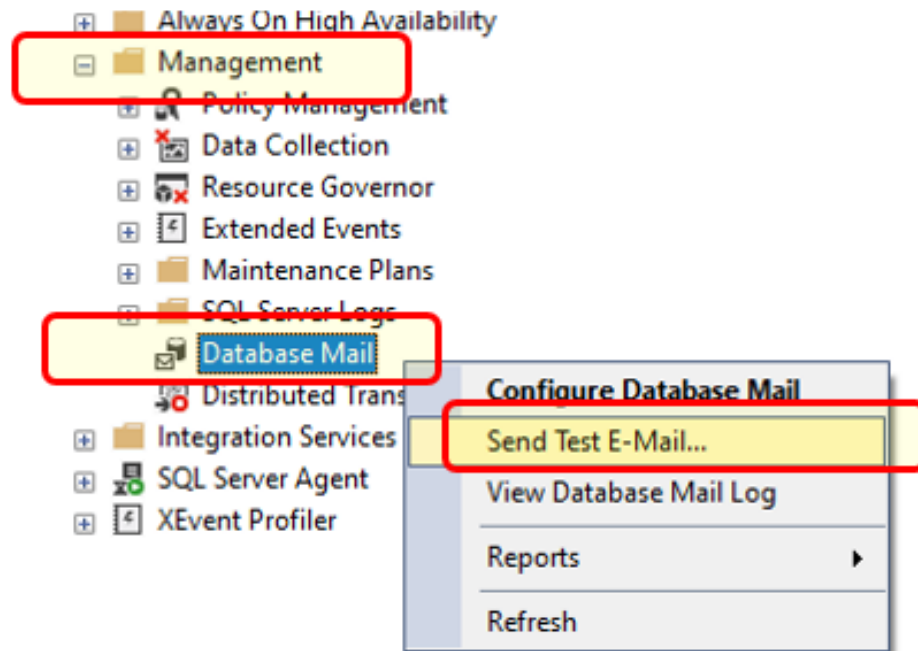 Always On High Availability
Management
Policy Management
Data Collection
Resource Governor
Extended Events
Maintenance Plans
SQL Server Logs
Database Mail
Distributed Trans
Integration Services
SQL Server Agent
XEvent Profiler
Configure Database Mail
Send Test E-Mail...
View Database Mail Log
Reports
Refresh